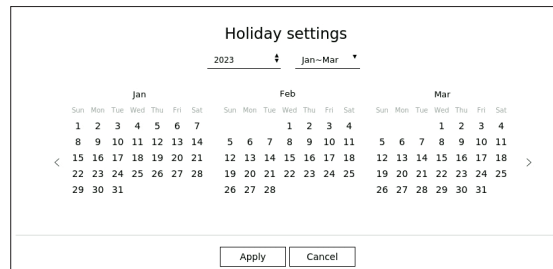 Holiday settings
2023 Jan~Mar
Jan Feb Mar
Sun Mon Tue Wed Thu Fri Sat Sun Mon Tue Wed Thu Fri Sat Sun Mon Tue Wed Thu Fri Sat
1 2 3 4 5 6 7 1 2 3 4 1 2 3 4
8 9 10 11 12 13 14 5 6 7 8 9 10 11 5 6 7 8 9 10 11
15 16 17 18 19 20 21 12 13 14 15 16 17 18 12 13 14 15 16 17 18
22 23 24 25 26 27 28 19 20 21 22 23 24 25 19 20 21 22 23 24 25
29 30 31 26 27 28 26 27 28 29 30 31
Apply Cancel